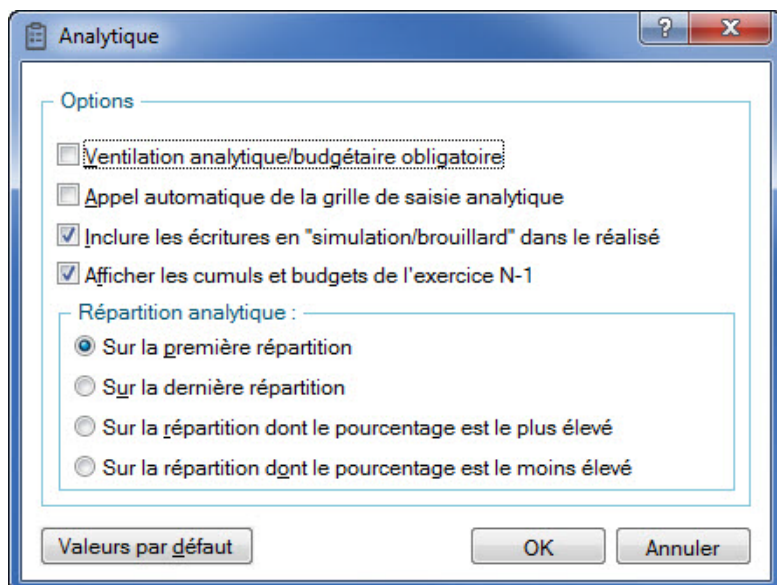 Analytique
Options
Ventilation analytique/budgétaire obligatoire
Appel automatique de la grille de saisie analytique
Inclure les écritures en "simulation/brouillard" dans le réalisé
Afficher les cumuls et budgets de l'exercice N-1
Répartition analytique :
Sur la première répartition
Sur la dernière répartition
Sur la répartition dont le pourcentage est le plus élevé
Sur la répartition dont le pourcentage est le moins élevé
Valeurs par défaut OK Annuler